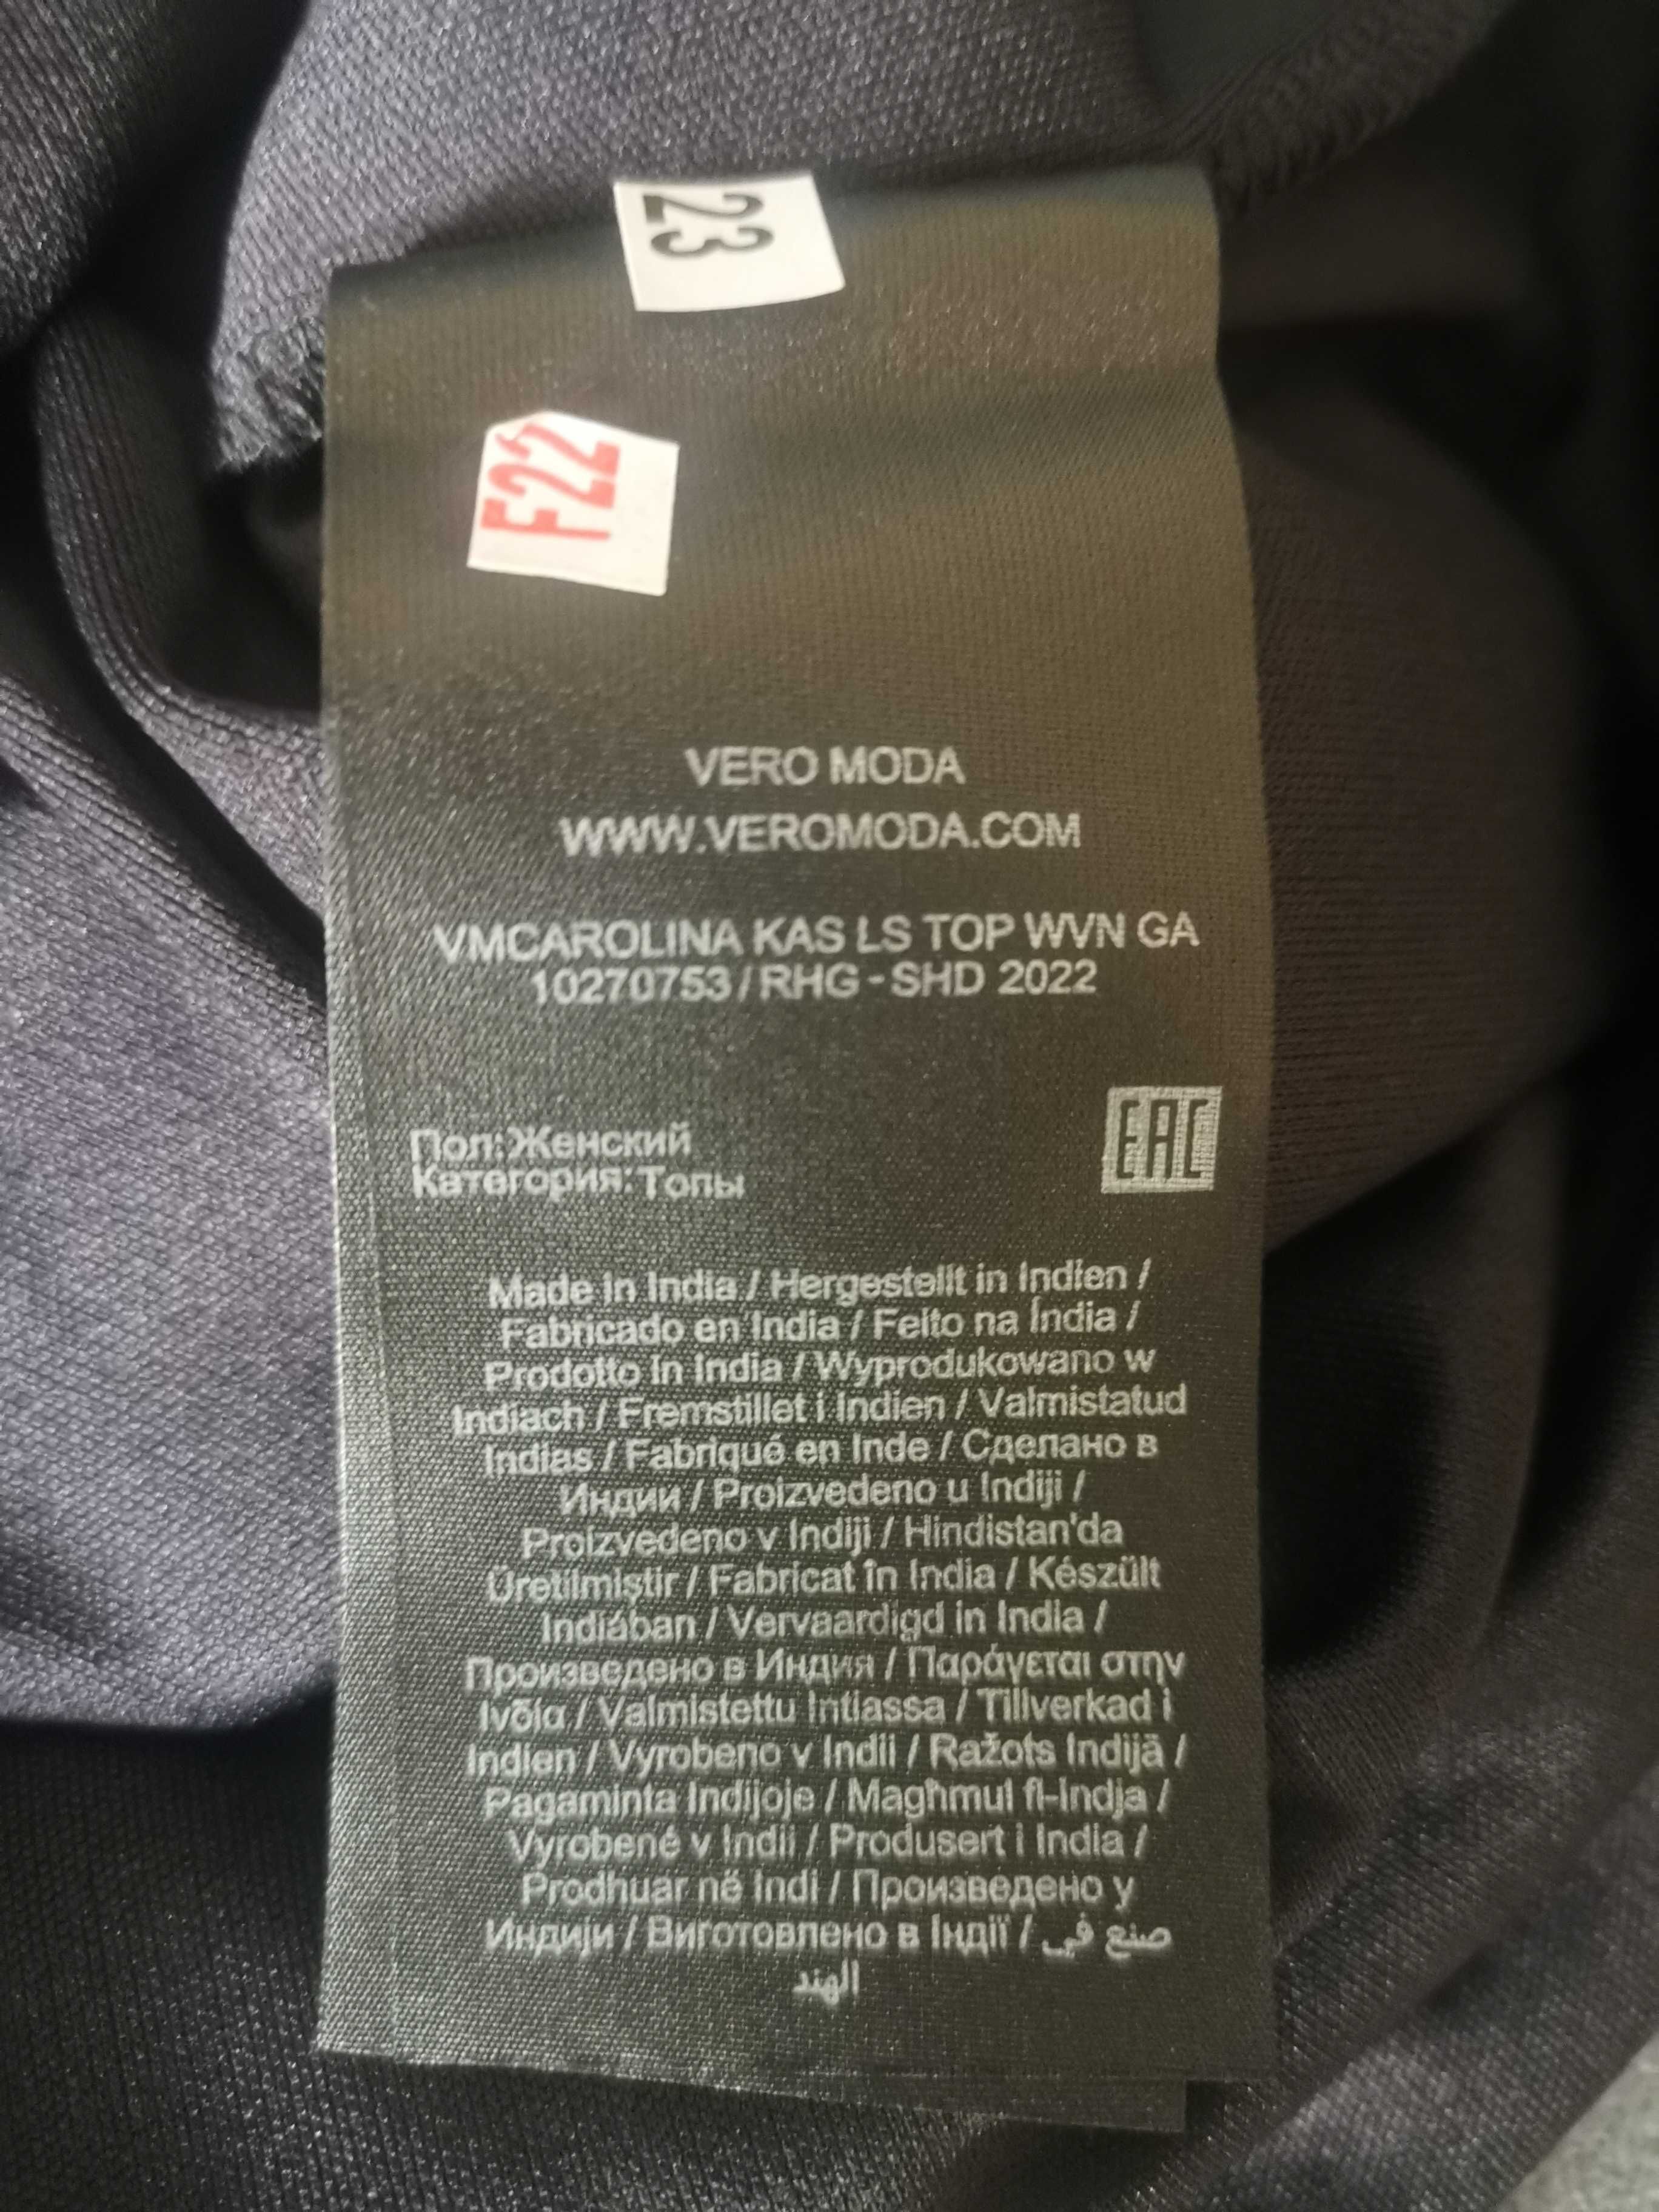 23
F22
VERO MODA
WWW.VEROMODA.COM
VMCAROLINA KAS LS TOP WVN GA
10270753/RHG-SHD 2022
Пол:Женский
Категория:Топы
EAC
Made in India / Hergestellt in Indien /
Fabricado en India / Feito na Índia /
Prodotto in India / Wyprodukowano w
Indiach / Fremstillet i Indien / Valmistatud
Indias / Fabriqué en Inde / Сделано в
Индии / Proizvedeno u Indiji /
Proizvedeno v Indiji / Hindistan'da
Üretilmiştir / Fabricat în India / Készült
Indiában / Vervaardigd in India /
Произведено в Индия / Παράγεται στην
Ινδία / Valmistettu Intiassa / Tillverkad i
Indien / Vyrobeno v Indii / Ražots Indijā /
Pagaminta Indijoje / Magħmul fl-Indja /
Vyrobené v Indii / Produsert i India /
Prodhuar në Indi / Произведено у
Индији / Виготовлено в Індії / صنع في
الهند